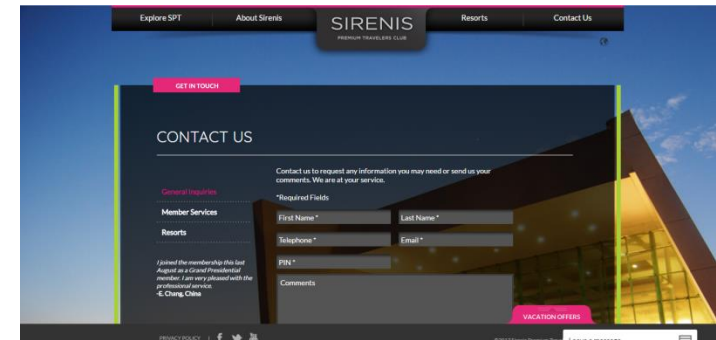 Explore SPT
About Sirenis
SIRENIS
PREMIUM TRAVELERS CLUB
Resorts
Contact Us
GET IN TOUCH
CONTACT US
Contact us to request any information you may need or send us your
comments. We are at your service.
*Required Fields
General Inquiries
Member Services
Resorts
I joined the membership this last
August as a Grand Presidential
member. I am very pleased with the
professional service.
-E. Chang, China
First Name *
Last Name *
Telephone *
Email *
PIN *
Comments
VACATION OFFERS
PRIVACY POLICY |